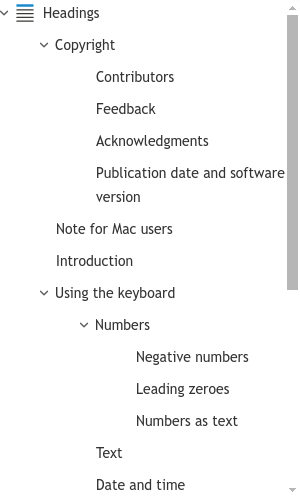 Headings
Copyright
Contributors
Feedback
Acknowledgments
Publication date and software
version
Note for Mac users
Introduction
Using the keyboard
Numbers
Negative numbers
Leading zeroes
Numbers as text
Text
Date and time